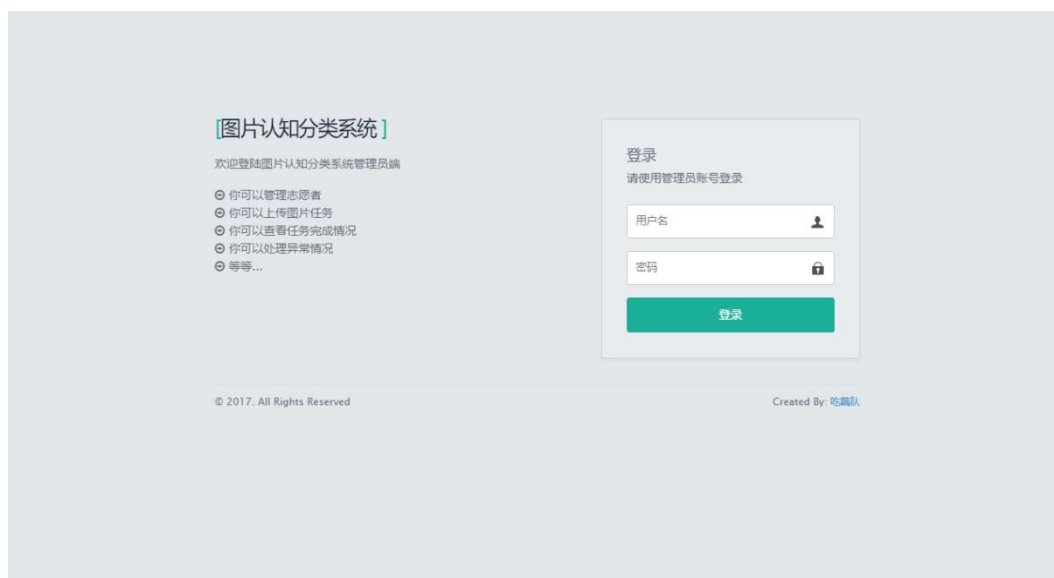 [图片认知分类系统 ]
欢迎登陆图片认知分类系统管理员端
你可以管理志愿者
你可以上传图片任务
你可以查看任务完成情况
你可以处理异常情况
等等...
登录
请使用管理员账号登录
用户名
密码
登录
© 2017. All Rights Reserved
Created By: 吃藕队